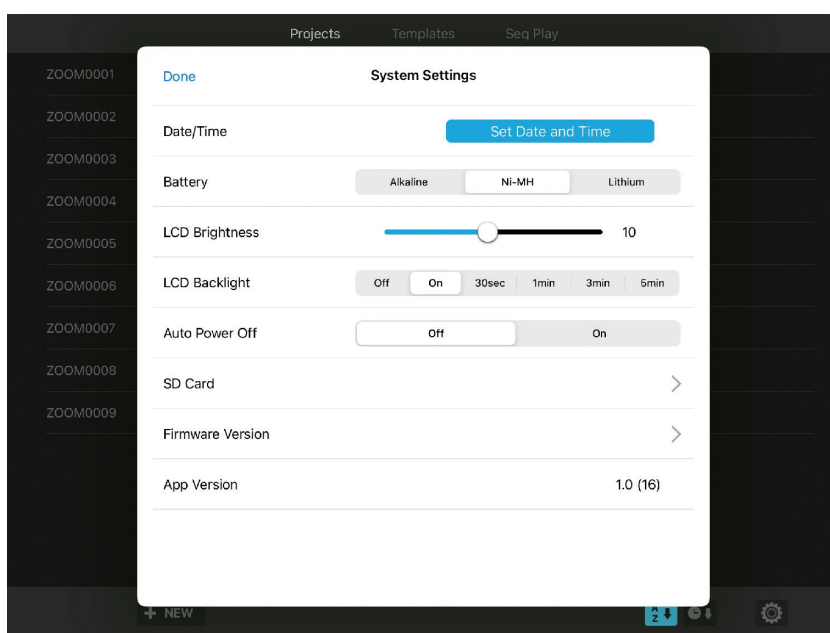 Projects Templates Seq Play
ZOOM0001
ZOOM0002
ZOOM0003
ZOOM0004
ZOOM0005
ZOOM0006
ZOOM0007
ZOOM0008
ZOOM0009
Done System Settings
Date/Time Set Date and Time
Battery Alkaline Ni-MH Lithium
LCD Brightness 10
LCD Backlight Off On 30sec 1min 3min 5min
Auto Power Off Off On
SD Card
Firmware Version
App Version 1.0 (16)
+ NEW A Z